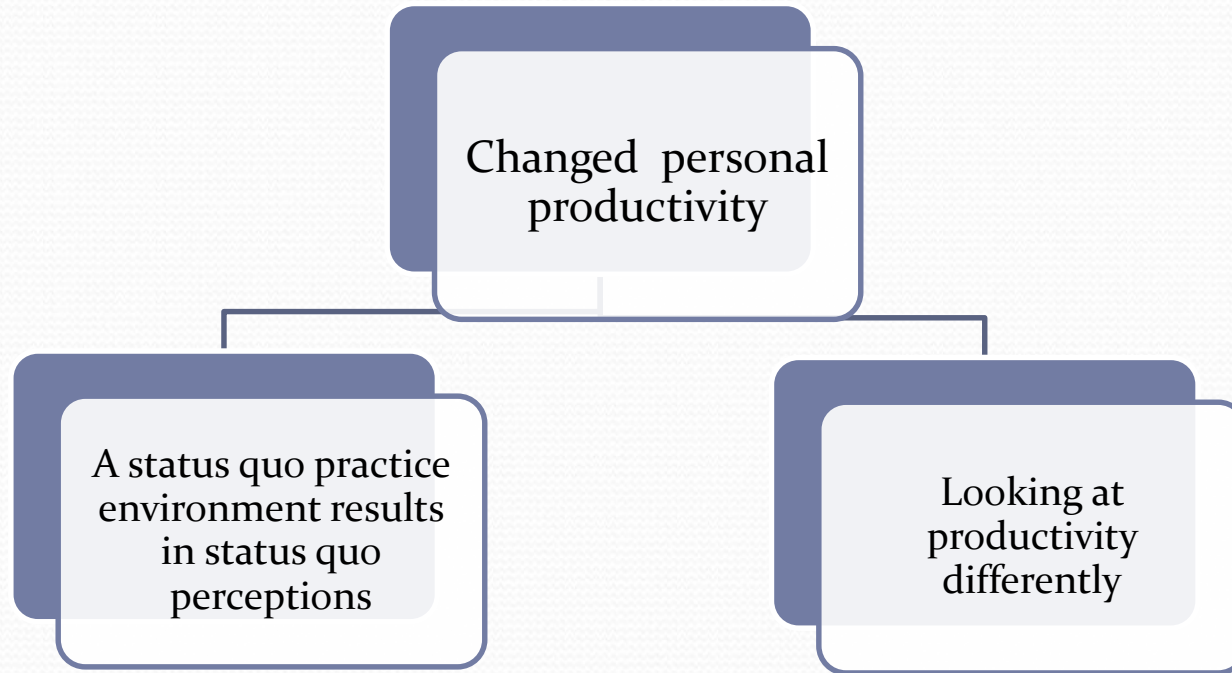 Changed  personal
productivity
A status quo practice
environment results
in status quo
perceptions
Looking at
productivity
differently